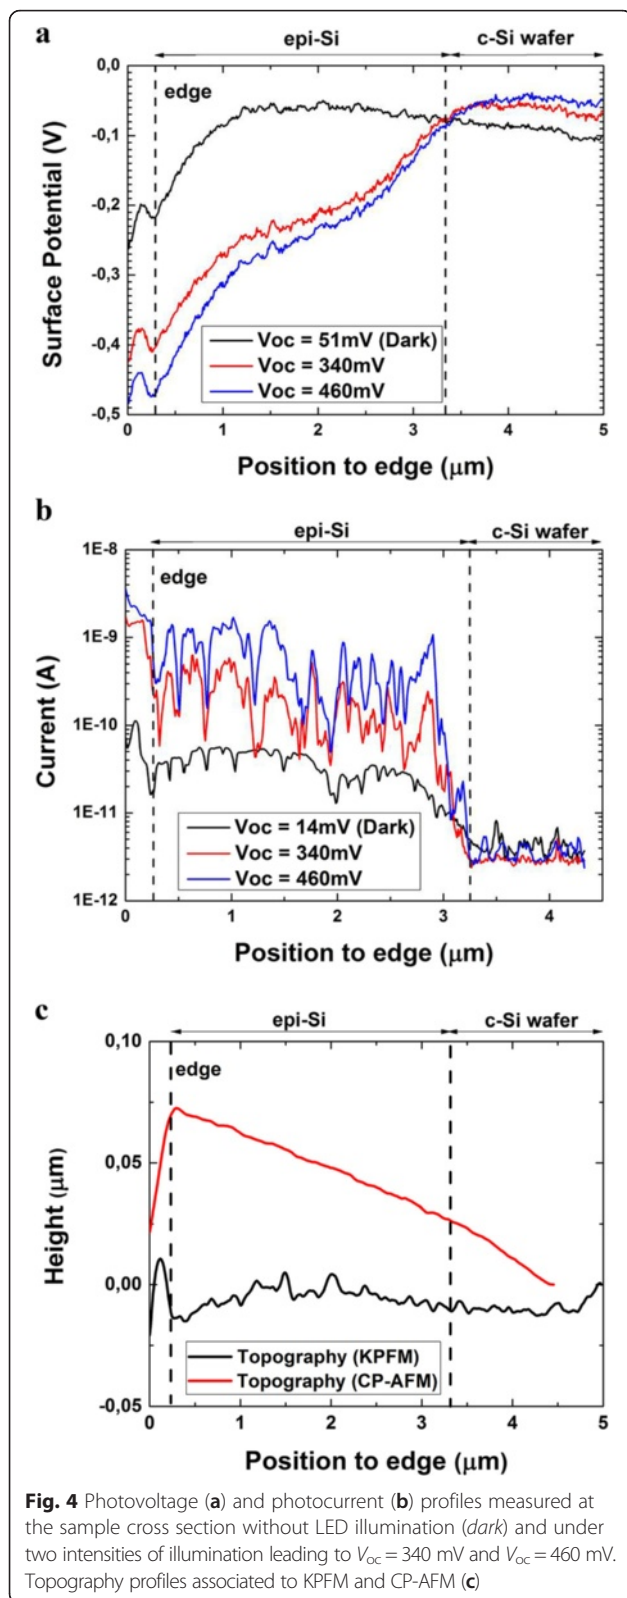 a
epi-Si
c-Si wafer
edge
0,0
-0,1
-0,2
-0,3
-0,4
-0,5
Surface Potential (V)
Voc = 51mV (Dark)
Voc = 340mV
Voc = 460mV
0 1 2 3 4 5
Position to edge (μm)
b
epi-Si
c-Si wafer
edge
1E-8
1E-9
1E-10
1E-11
1E-12
Current (A)
Voc = 14mV (Dark)
Voc = 340mV
Voc = 460mV
0 1 2 3 4
Position to edge (μm)
c
epi-Si
c-Si wafer
edge
0,10
0,05
0,00
-0,05
Height (μm)
Topography (KPFM)
Topography (CP-AFM)
0 1 2 3 4 5
Position to edge (μm)
Fig. 4 Photovoltage (a) and photocurrent (b) profiles measured at
the sample cross section without LED illumination (dark) and under
two intensities of illumination leading to Voc = 340 mV and Voc = 460 mV.
Topography profiles associated to KPFM and CP-AFM (c)